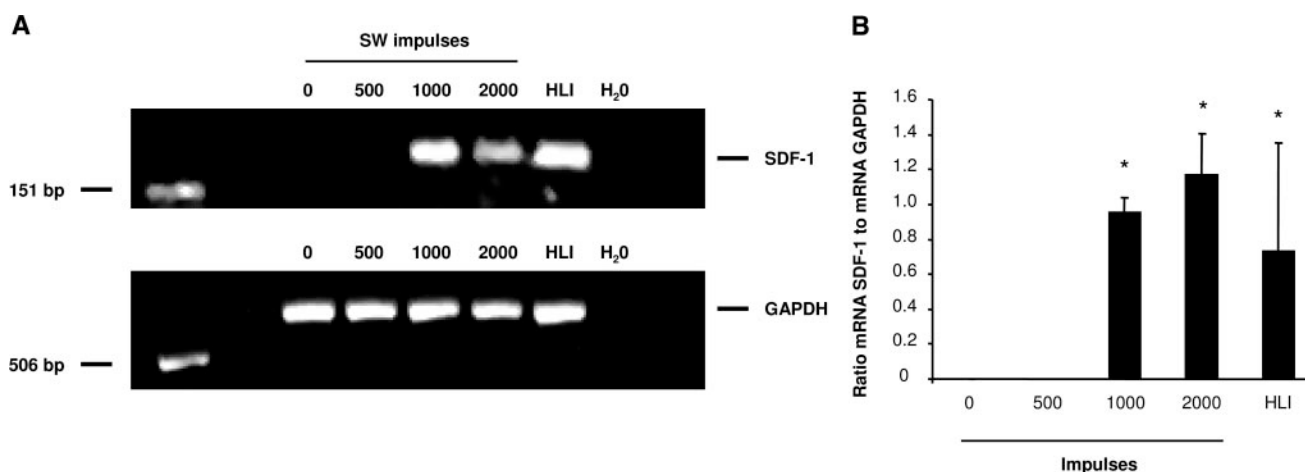 A
SW impulses
0 500 1000 2000 HLI H₂0
SDF-1
151 bp
0 500 1000 2000 HLI H₂0
GAPDH
506 bp
B
Ratio mRNA SDF-1 to mRNA GAPDH
1.6
1.4
1.2
1.0
0.8
0.6
0.4
0.2
0
* * *
0 500 1000 2000 HLI
Impulses